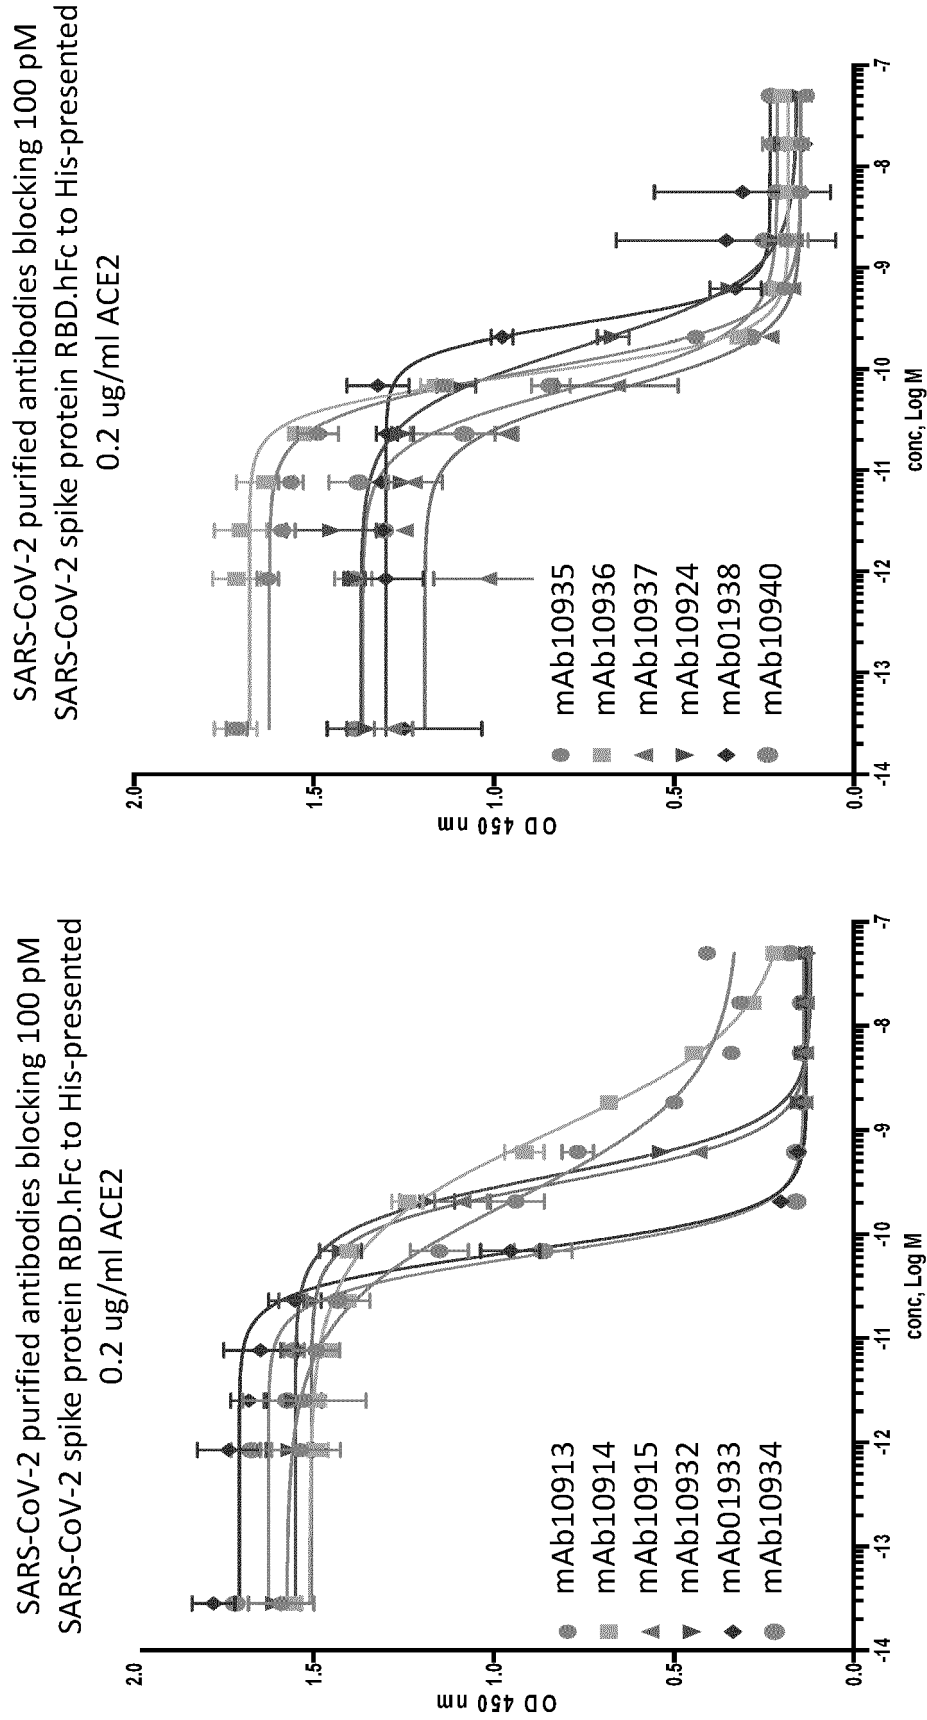 SARS-CoV-2 purified antibodies blocking 100 pM
SARS-CoV-2 spike protein RBD.hFc to His-presented
0.2 ug/ml ACE2
2.0
1.5
1.0
0.5
0.0
OD 450 nm
mAb10913
mAb10914
mAb10915
mAb10932
mAb01933
mAb10934
-14
-13
-12
-11
-10
-9
-8
-7
conc, Log M
SARS-CoV-2 purified antibodies blocking 100 pM
SARS-CoV-2 spike protein RBD.hFc to His-presented
0.2 ug/ml ACE2
2.0
1.5
1.0
0.5
0.0
OD 450 nm
mAb10935
mAb10936
mAb10937
mAb10924
mAb01938
mAb10940
-14
-13
-12
-11
-10
-9
-8
-7
conc, Log M